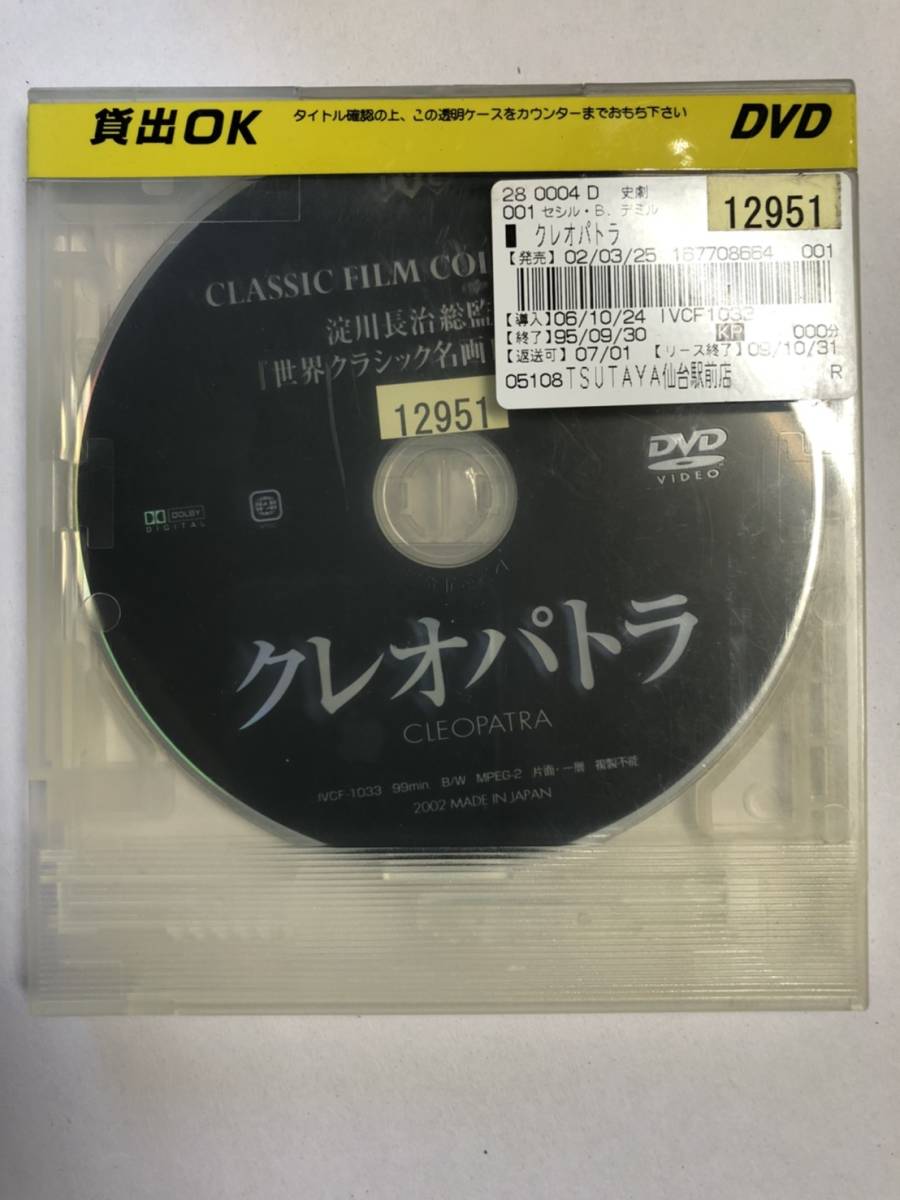 貸出OK
タイトル確認の上、この透明ケースをカウンターまでおもち下さい
DVD
28 0004 D 史劇
001 セシル・B. デミル
12951
クレオパトラ
【発売】02/03/25 167708664 001
【導入】06/10/24 IVCF1033
【終了】95/09/30 KP 000分
【返送可】07/01 【リース終了】09/10/31
05108TSUTAYA仙台駅前店 R
CLASSIC FILM
淀川長治総監
『世界クラシック名画
12951
DVD
VIDEO
DOLBY
DIGITAL
クレオパトラ
CLEOPATRA
IVCF-1033 99min. B/W MPEG-2 片面・一層 複製不能
2002 MADE IN JAPAN